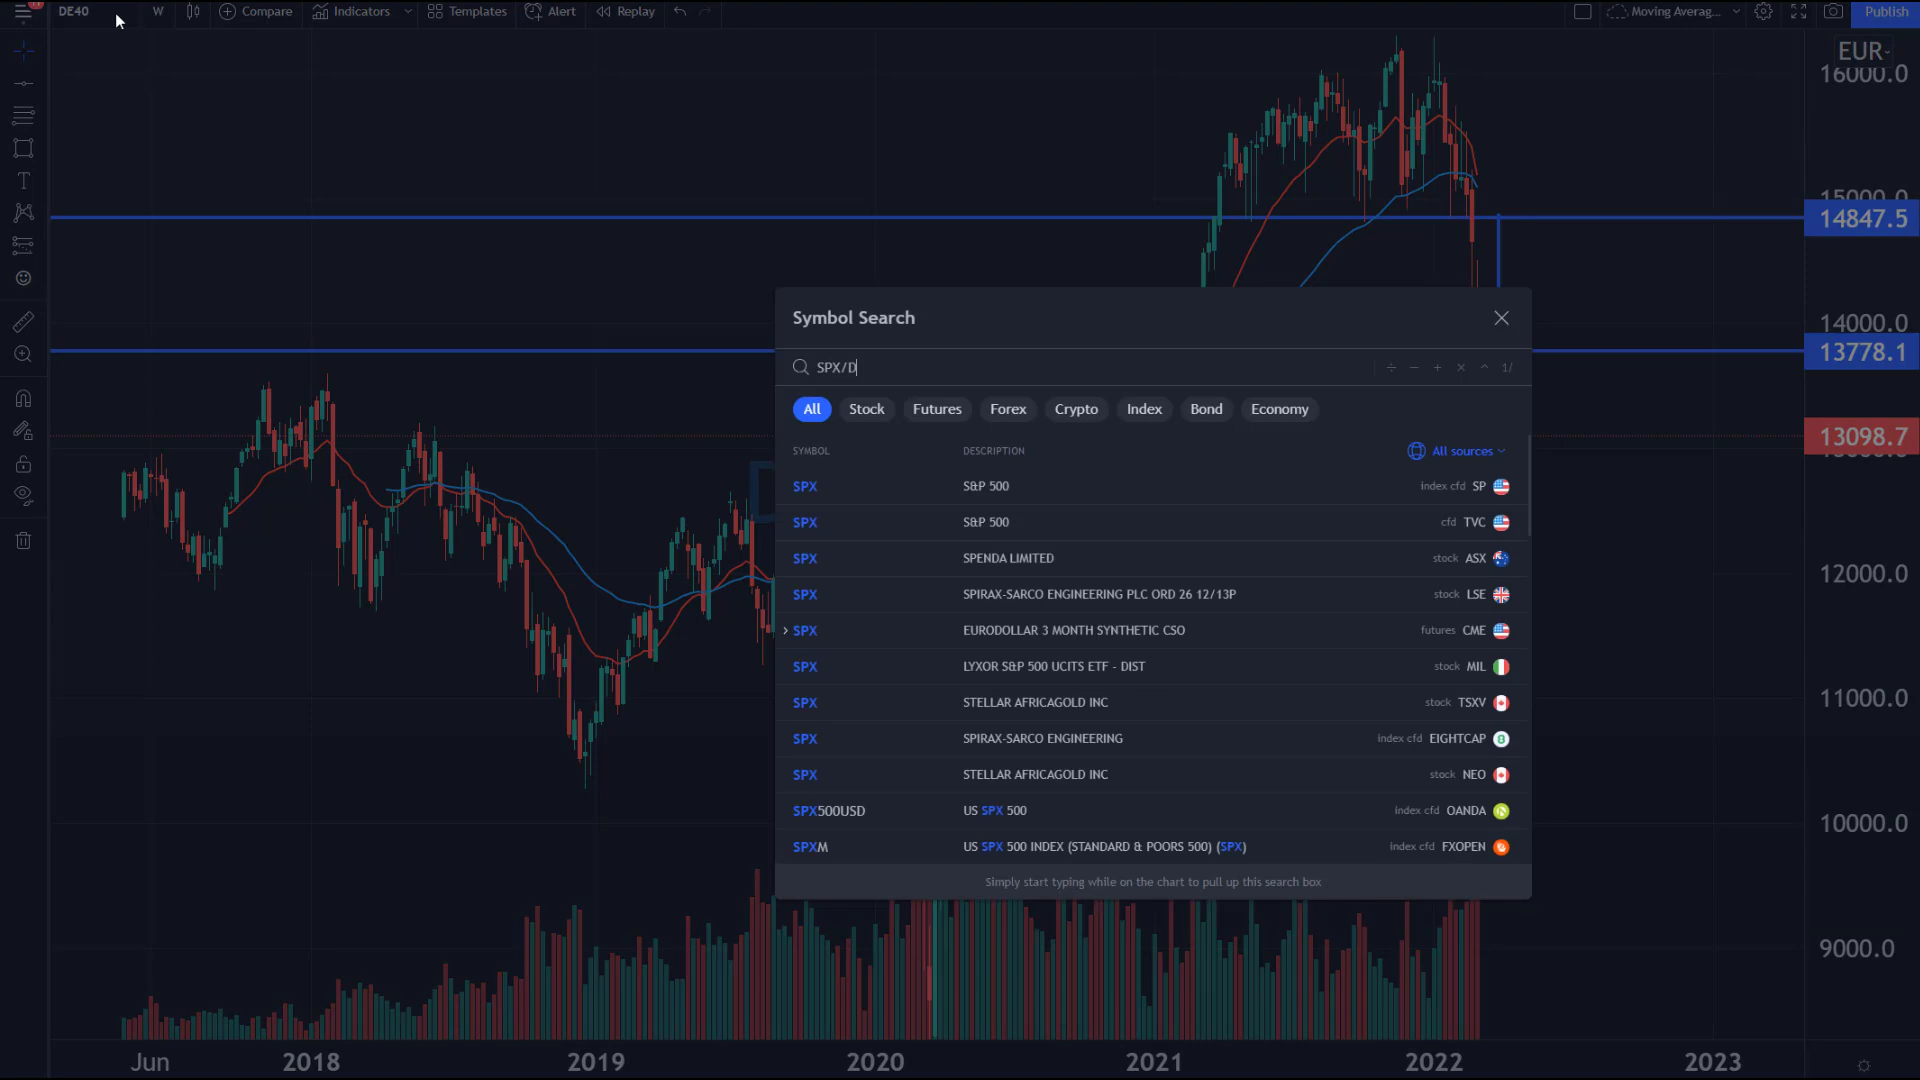 DE40 W Compare Indicators Templates Alert Replay Moving Averag... Publish
EUR
16000.0
15000.0
14847.5
14000.0
13778.1
13098.7
12000.0
11000.0
10000.0
9000.0
Symbol Search
SPX/D
÷ − + × ^ 1/
All Stock Futures Forex Crypto Index Bond Economy
SYMBOL DESCRIPTION All sources
SPX S&P 500 index cfd SP
SPX S&P 500 cfd TVC
SPX SPENDA LIMITED stock ASX
SPX SPIRAX-SARCO ENGINEERING PLC ORD 26 12/13P stock LSE
SPX EURODOLLAR 3 MONTH SYNTHETIC CSO futures CME
SPX LYXOR S&P 500 UCITS ETF - DIST stock MIL
SPX STELLAR AFRICAGOLD INC stock TSXV
SPX SPIRAX-SARCO ENGINEERING index cfd EIGHTCAP
SPX STELLAR AFRICAGOLD INC stock NEO
SPX500USD US SPX 500 index cfd OANDA
SPXM US SPX 500 INDEX (STANDARD & POORS 500) (SPX) index cfd FXOPEN
Simply start typing while on the chart to pull up this search box
Jun 2018 2019 2020 2021 2022 2023